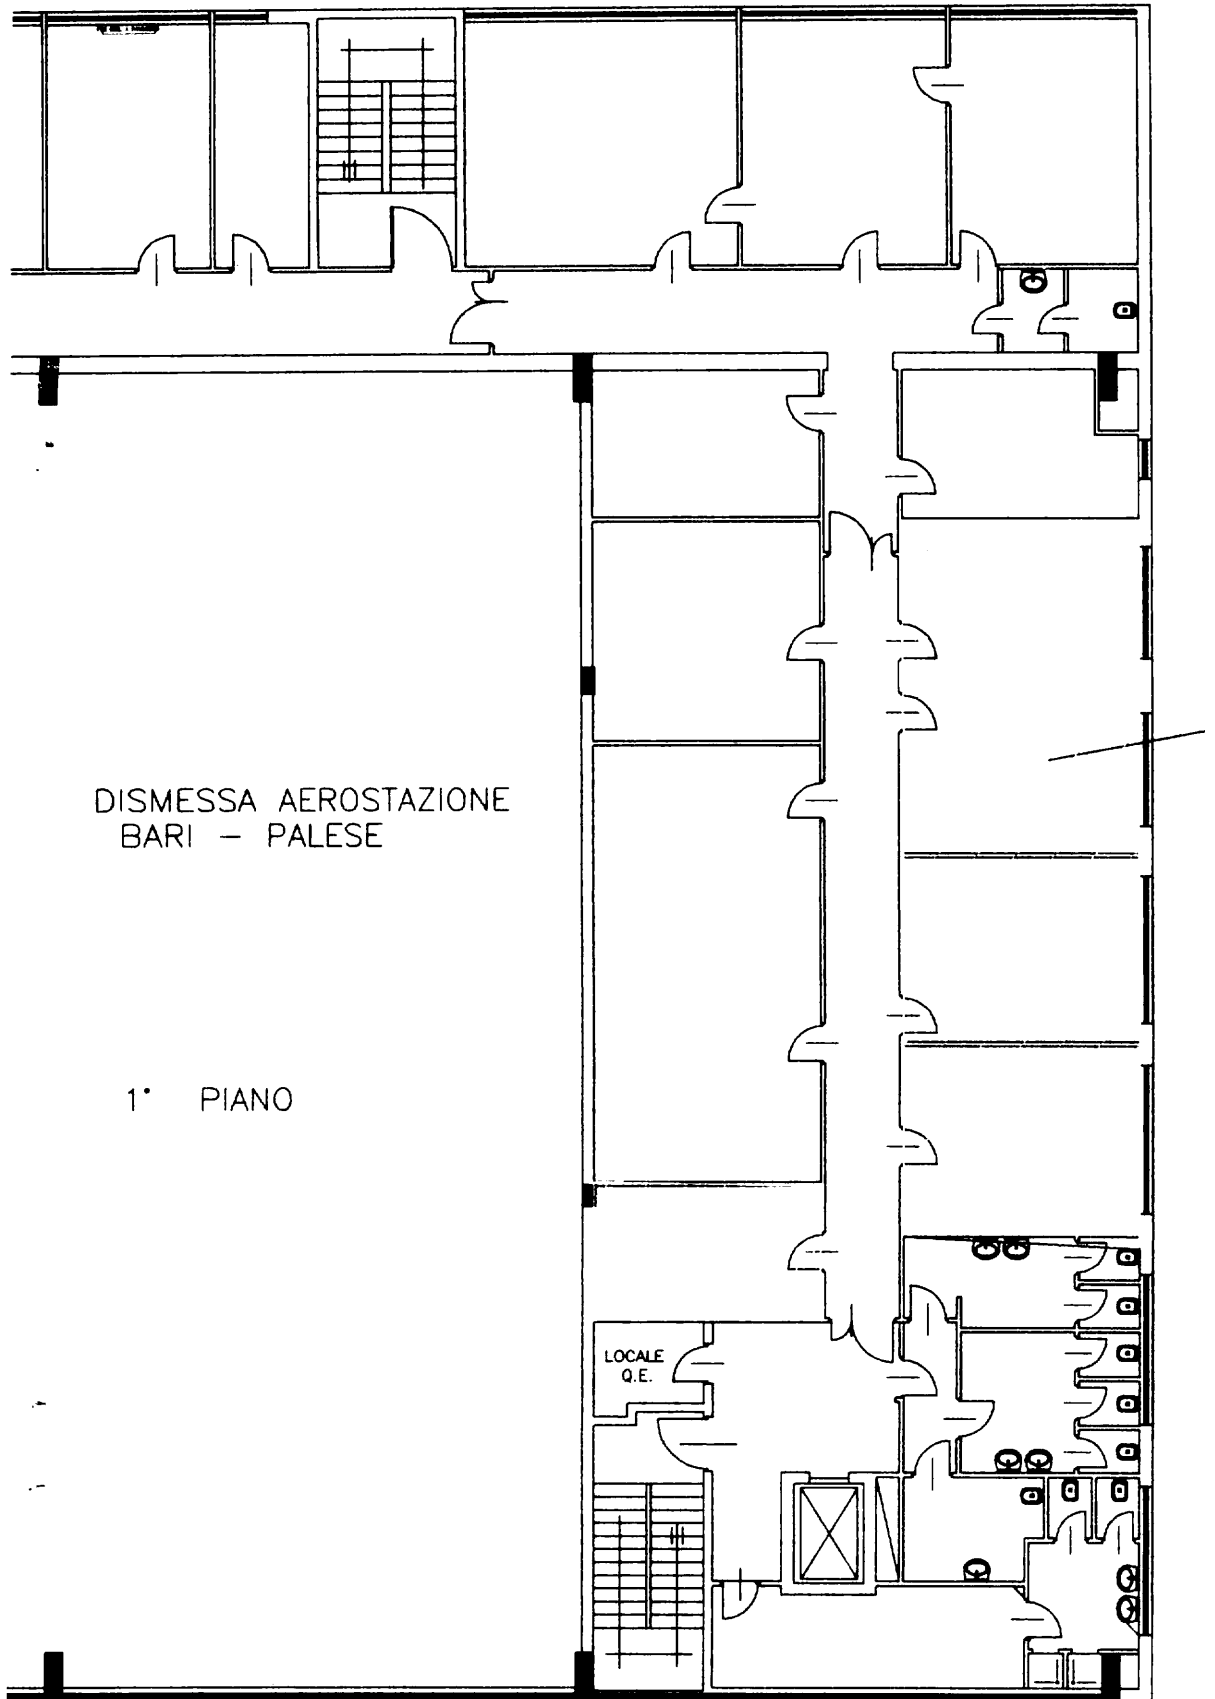 DISMESSA AEROSTAZIONE
BARI – PALESE
1° PIANO
LOCALE
Q.E.